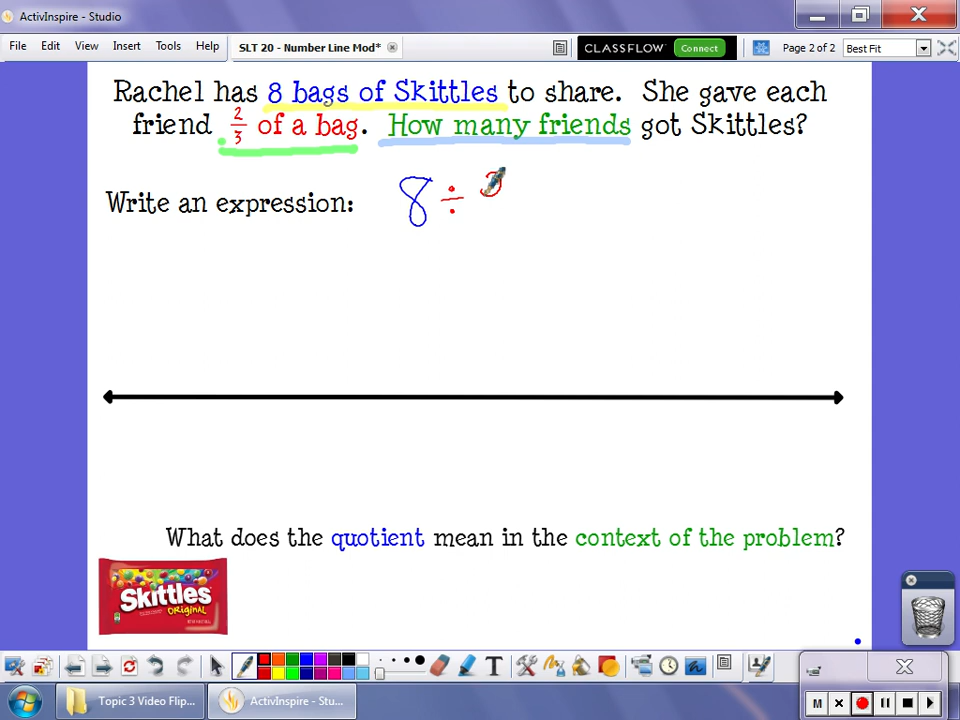 ActivInspire - Studio
File Edit View Insert Tools Help SLT 20 - Number Line Mod* CLASSFLOW Connect Page 2 of 2 Best Fit
Rachel has 8 bags of Skittles to share. She gave each
friend 2/3 of a bag. How many friends got Skittles?
Write an expression: 8 ÷
What does the quotient mean in the context of the problem?
Skittles
ORIGINAL
T
M
Topic 3 Video Flip... ActivInspire - Stu...